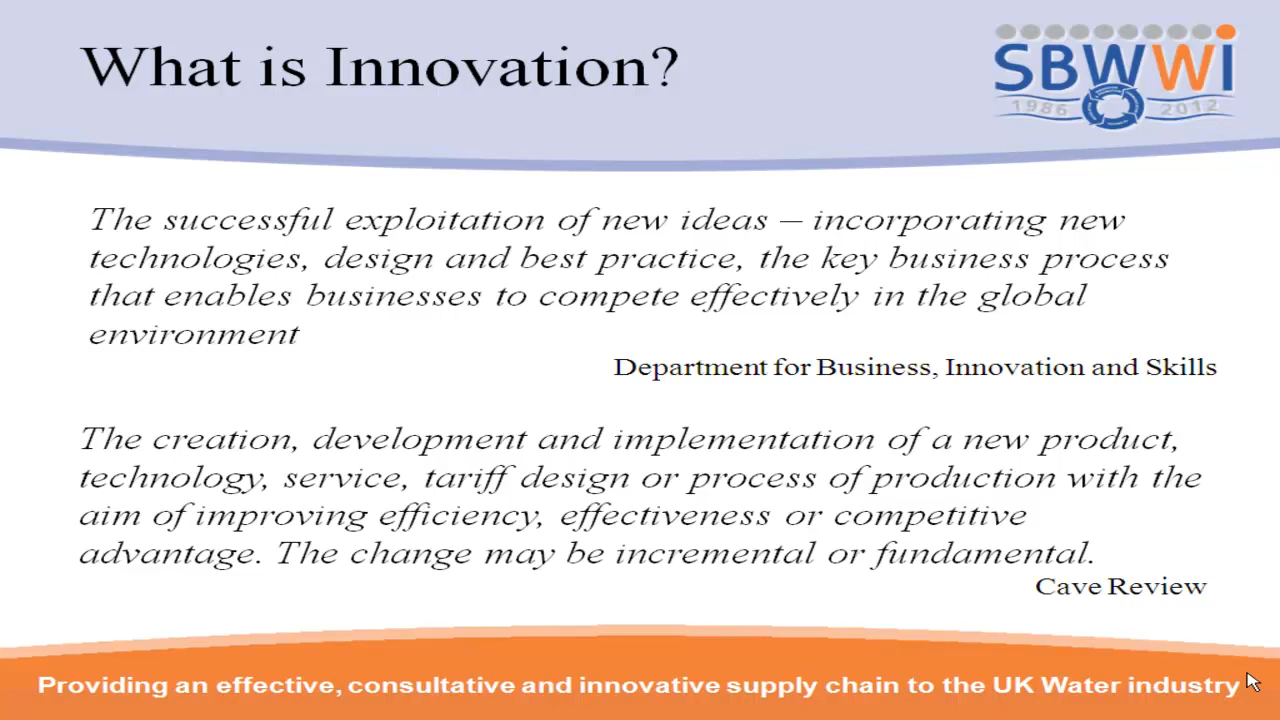 What is Innovation?
SBWWi
1986 2012
The successful exploitation of new ideas – incorporating new
technologies, design and best practice, the key business process
that enables businesses to compete effectively in the global
environment
Department for Business, Innovation and Skills
The creation, development and implementation of a new product,
technology, service, tariff design or process of production with the
aim of improving efficiency, effectiveness or competitive
advantage. The change may be incremental or fundamental.
Cave Review
Providing an effective, consultative and innovative supply chain to the UK Water industry